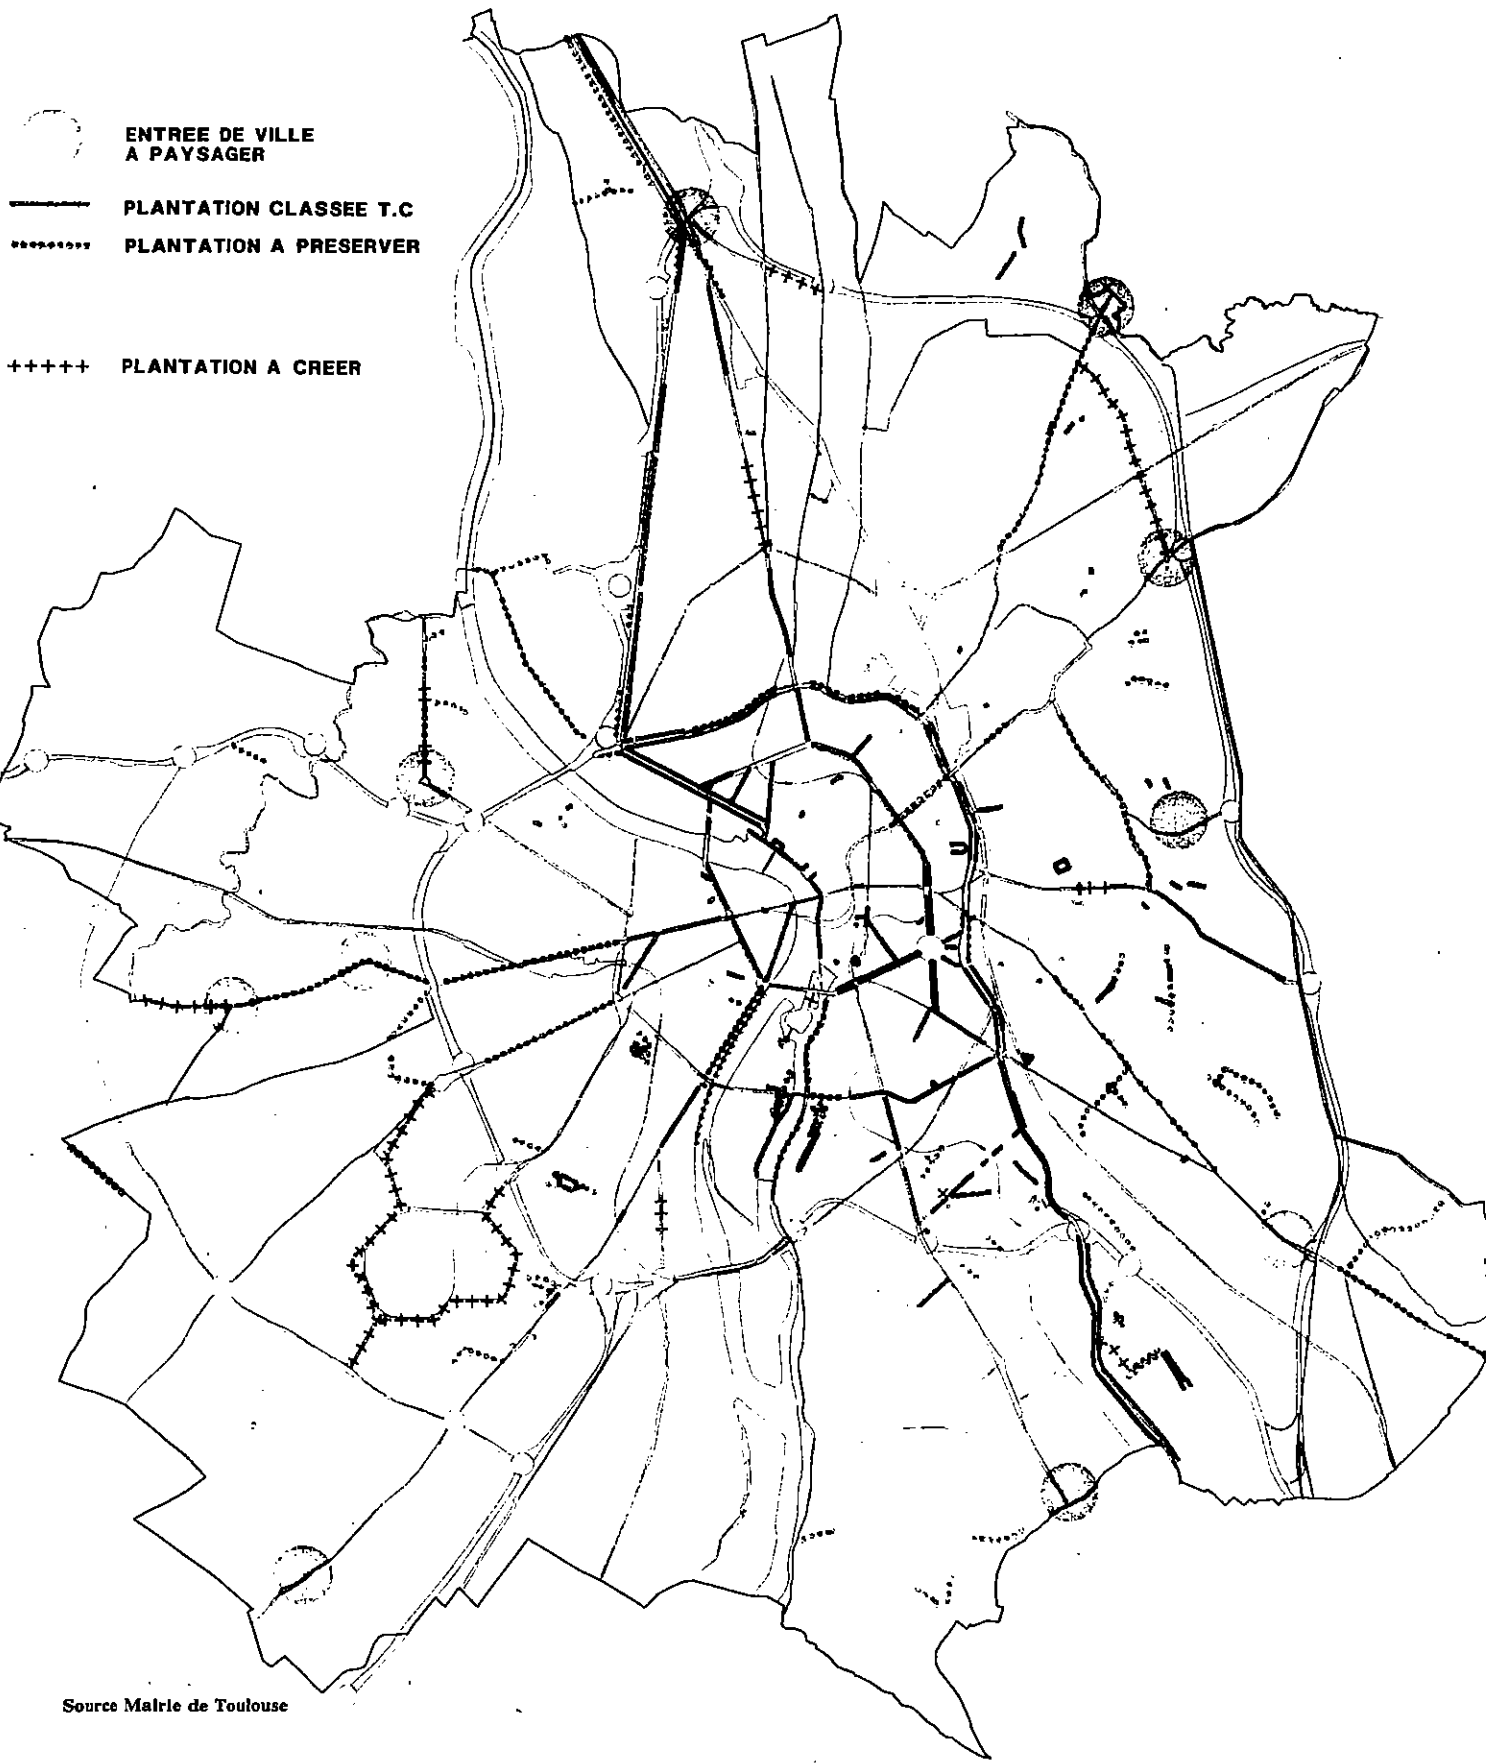 ENTREE DE VILLE
A PAYSAGER
PLANTATION CLASSEE T.C
PLANTATION A PRESERVER
+++++ PLANTATION A CREER
Source Mairie de Toulouse